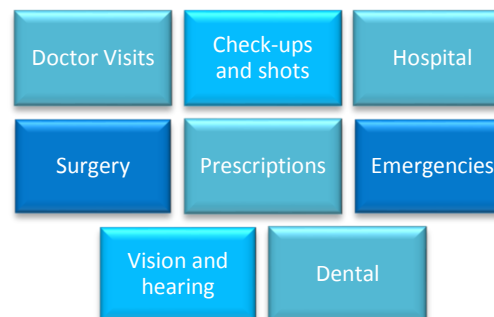 Doctor Visits
Check-ups
and shots
Hospital
Surgery
Prescriptions
Emergencies
Vision and
hearing
Dental